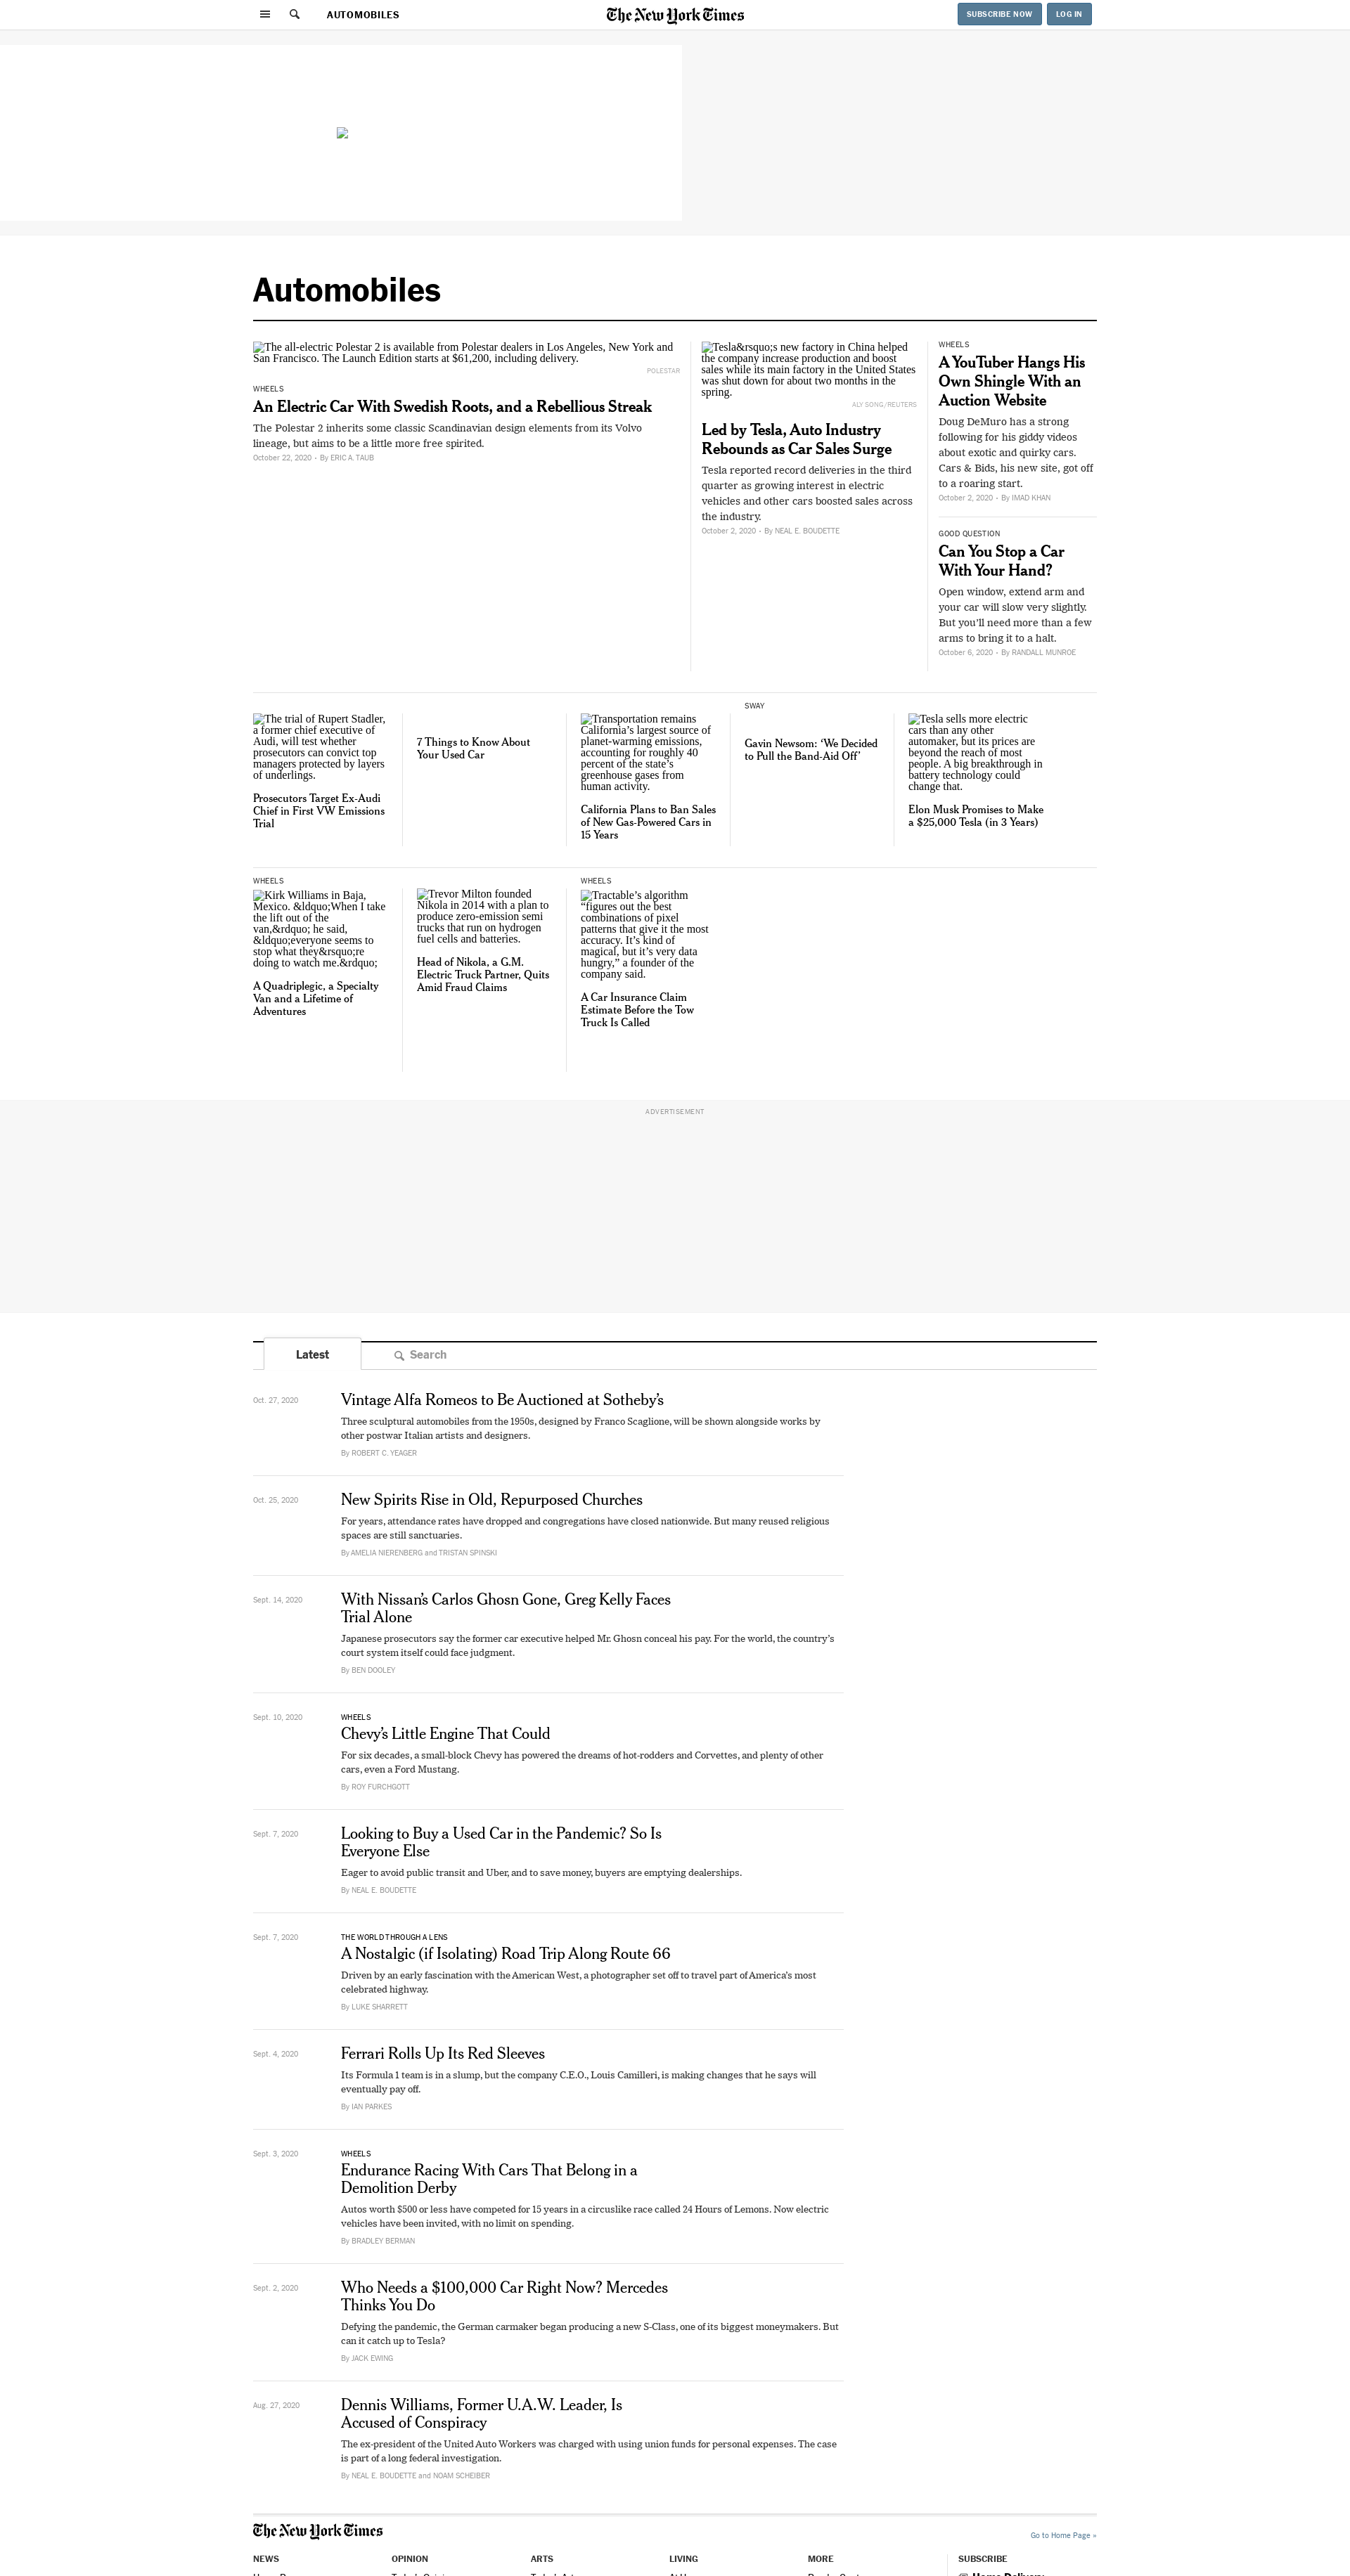 AUTOMOBILES
The New York Times
SUBSCRIBE NOW
LOG IN
Automobiles
The all-electric Polestar 2 is available from Polestar dealers in Los Angeles, New York and
San Francisco. The Launch Edition starts at $61,200, including delivery.
POLESTAR
WHEELS
An Electric Car With Swedish Roots, and a Rebellious Streak
The Polestar 2 inherits some classic Scandinavian design elements from its Volvo
lineage, but aims to be a little more free spirited.
October 22, 2020 • By ERIC A. TAUB
Tesla&rsquo;s new factory in China helped
the company increase production and boost
sales while its main factory in the United States
was shut down for about two months in the
spring.
ALY SONG/REUTERS
Led by Tesla, Auto Industry
Rebounds as Car Sales Surge
Tesla reported record deliveries in the third
quarter as growing interest in electric
vehicles and other cars boosted sales across
the industry.
October 2, 2020 • By NEAL E. BOUDETTE
WHEELS
A YouTuber Hangs His
Own Shingle With an
Auction Website
Doug DeMuro has a strong
following for his giddy videos
about exotic and quirky cars.
Cars & Bids, his new site, got off
to a roaring start.
October 2, 2020 • By IMAD KHAN
GOOD QUESTION
Can You Stop a Car
With Your Hand?
Open window, extend arm and
your car will slow very slightly.
But you’ll need more than a few
arms to bring it to a halt.
October 6, 2020 • By RANDALL MUNROE
The trial of Rupert Stadler,
a former chief executive of
Audi, will test whether
prosecutors can convict top
managers protected by layers
of underlings.
Prosecutors Target Ex-Audi
Chief in First VW Emissions
Trial
7 Things to Know About
Your Used Car
Transportation remains
California’s largest source of
planet-warming emissions,
accounting for roughly 40
percent of the state’s
greenhouse gases from
human activity.
California Plans to Ban Sales
of New Gas-Powered Cars in
15 Years
SWAY
Gavin Newsom: ‘We Decided
to Pull the Band-Aid Off’
Tesla sells more electric
cars than any other
automaker, but its prices are
beyond the reach of most
people. A big breakthrough in
battery technology could
change that.
Elon Musk Promises to Make
a $25,000 Tesla (in 3 Years)
WHEELS
Kirk Williams in Baja,
Mexico. &ldquo;When I take
the lift out of the
van,&rdquo; he said,
&ldquo;everyone seems to
stop what they&rsquo;re
doing to watch me.&rdquo;
A Quadriplegic, a Specialty
Van and a Lifetime of
Adventures
Trevor Milton founded
Nikola in 2014 with a plan to
produce zero-emission semi
trucks that run on hydrogen
fuel cells and batteries.
Head of Nikola, a G.M.
Electric Truck Partner, Quits
Amid Fraud Claims
WHEELS
Tractable’s algorithm
“figures out the best
combinations of pixel
patterns that give it the most
accuracy. It’s kind of
magical, but it’s very data
hungry,” a founder of the
company said.
A Car Insurance Claim
Estimate Before the Tow
Truck Is Called
ADVERTISEMENT
Latest
Search
Oct. 27, 2020
Vintage Alfa Romeos to Be Auctioned at Sotheby’s
Three sculptural automobiles from the 1950s, designed by Franco Scaglione, will be shown alongside works by
other postwar Italian artists and designers.
By ROBERT C. YEAGER
Oct. 25, 2020
New Spirits Rise in Old, Repurposed Churches
For years, attendance rates have dropped and congregations have closed nationwide. But many reused religious
spaces are still sanctuaries.
By AMELIA NIERENBERG and TRISTAN SPINSKI
Sept. 14, 2020
With Nissan’s Carlos Ghosn Gone, Greg Kelly Faces
Trial Alone
Japanese prosecutors say the former car executive helped Mr. Ghosn conceal his pay. For the world, the country’s
court system itself could face judgment.
By BEN DOOLEY
Sept. 10, 2020
WHEELS
Chevy’s Little Engine That Could
For six decades, a small-block Chevy has powered the dreams of hot-rodders and Corvettes, and plenty of other
cars, even a Ford Mustang.
By ROY FURCHGOTT
Sept. 7, 2020
Looking to Buy a Used Car in the Pandemic? So Is
Everyone Else
Eager to avoid public transit and Uber, and to save money, buyers are emptying dealerships.
By NEAL E. BOUDETTE
Sept. 7, 2020
THE WORLD THROUGH A LENS
A Nostalgic (if Isolating) Road Trip Along Route 66
Driven by an early fascination with the American West, a photographer set off to travel part of America’s most
celebrated highway.
By LUKE SHARRETT
Sept. 4, 2020
Ferrari Rolls Up Its Red Sleeves
Its Formula 1 team is in a slump, but the company C.E.O., Louis Camilleri, is making changes that he says will
eventually pay off.
By IAN PARKES
Sept. 3, 2020
WHEELS
Endurance Racing With Cars That Belong in a
Demolition Derby
Autos worth $500 or less have competed for 15 years in a circuslike race called 24 Hours of Lemons. Now electric
vehicles have been invited, with no limit on spending.
By BRADLEY BERMAN
Sept. 2, 2020
Who Needs a $100,000 Car Right Now? Mercedes
Thinks You Do
Defying the pandemic, the German carmaker began producing a new S-Class, one of its biggest moneymakers. But
can it catch up to Tesla?
By JACK EWING
Aug. 27, 2020
Dennis Williams, Former U.A.W. Leader, Is
Accused of Conspiracy
The ex-president of the United Auto Workers was charged with using union funds for personal expenses. The case
is part of a long federal investigation.
By NEAL E. BOUDETTE and NOAM SCHEIBER
The New York Times
Go to Home Page »
NEWS
OPINION
ARTS
LIVING
MORE
SUBSCRIBE